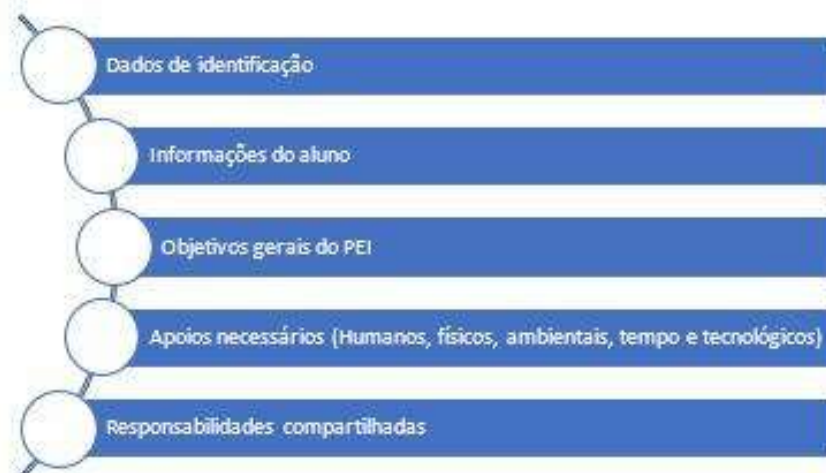 Dados de identificação
Informações do aluno
Objetivos gerais do PEI
Apoios necessários (Humanos, físicos, ambientais, tempo e tecnológicos)
Responsabilidades compartilhadas